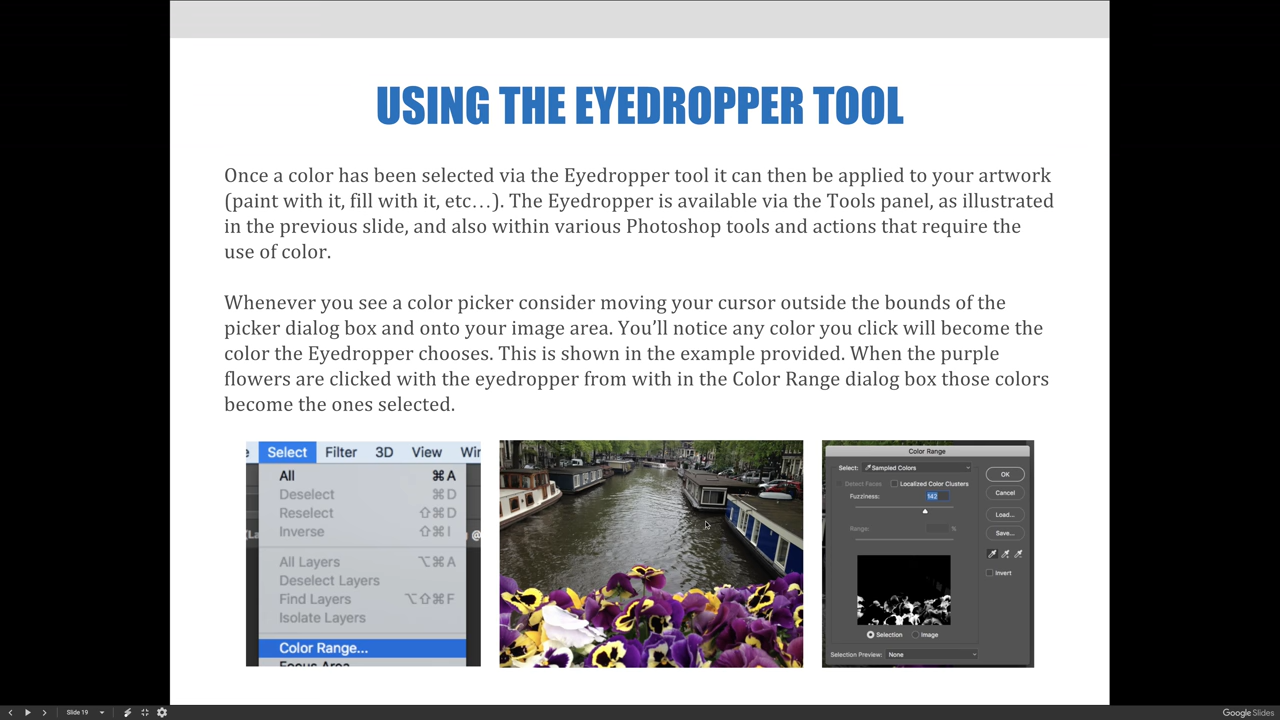 USING THE EYEDROPPER TOOL
Once a color has been selected via the Eyedropper tool it can then be applied to your artwork
(paint with it, fill with it, etc…). The Eyedropper is available via the Tools panel, as illustrated
in the previous slide, and also within various Photoshop tools and actions that require the
use of color.
Whenever you see a color picker consider moving your cursor outside the bounds of the
picker dialog box and onto your image area. You’ll notice any color you click will become the
color the Eyedropper chooses. This is shown in the example provided. When the purple
flowers are clicked with the eyedropper from with in the Color Range dialog box those colors
become the ones selected.
Select Filter 3D View
All ⌘A
Deselect ⌘D
Reselect ⇧⌘D
Inverse ⇧⌘I
All Layers ⌥⌘A
Deselect Layers
Find Layers ⌥⇧⌘F
Isolate Layers
Color Range...
Focus Area
Color Range
Select: Sampled Colors
Detect Faces Localized Color Clusters
Fuzziness: 142
Range: %
OK
Cancel
Load...
Save...
Invert
Selection Image
Selection Preview: None
Slide 19
Google Slides